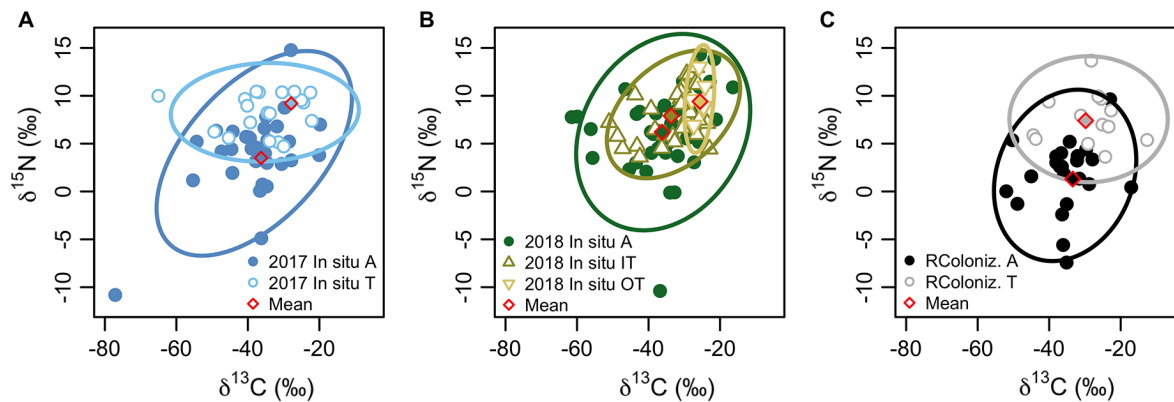 A
δ15N (‰)
15
10
5
0
-5
-10
2017 In situ A
2017 In situ T
Mean
-80 -60 -40 -20
δ13C (‰)
B
δ15N (‰)
15
10
5
0
-5
-10
2018 In situ A
2018 In situ IT
2018 In situ OT
Mean
-80 -60 -40 -20
δ13C (‰)
C
δ15N (‰)
15
10
5
0
-5
-10
RColoniz. A
RColoniz. T
Mean
-80 -60 -40 -20
δ13C (‰)